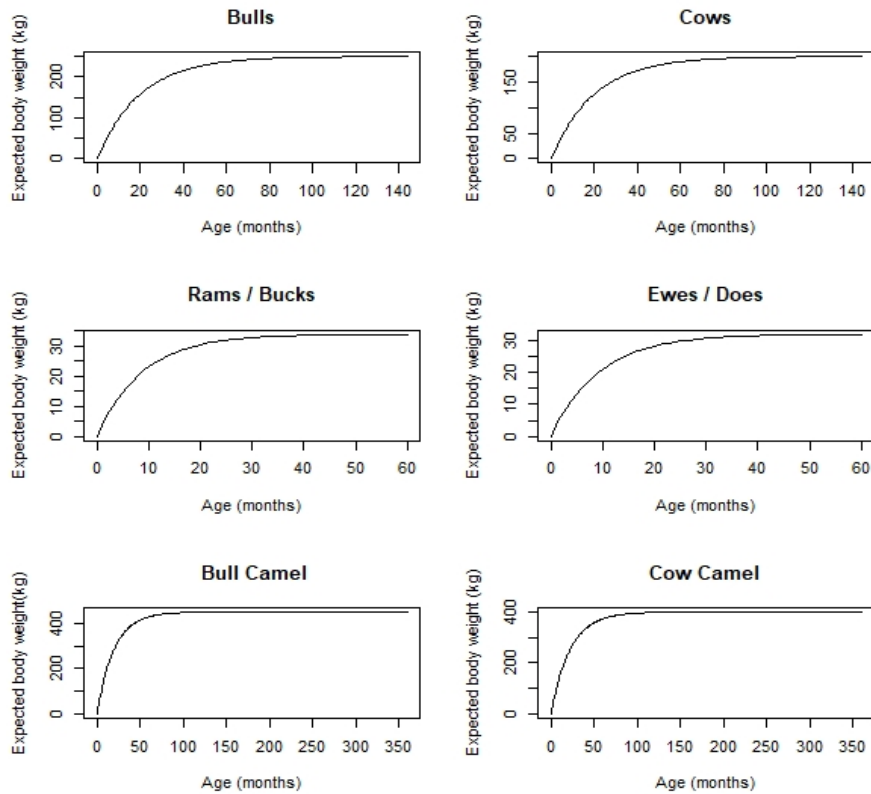 Bulls
Expected body weight (kg)
0 100 200
0 20 40 60 80 100 120 140
Age (months)
Cows
Expected body weight (kg)
0 50 150
0 20 40 60 80 100 120 140
Age (months)
Rams / Bucks
Expected body weight (kg)
0 10 20 30
0 10 20 30 40 50 60
Age (months)
Ewes / Does
Expected body weight (kg)
0 10 20 30
0 10 20 30 40 50 60
Age (months)
Bull Camel
Expected body weight(kg)
0 200 400
0 50 100 150 200 250 300 350
Age (months)
Cow Camel
Expected body weight (kg)
0 200 400
0 50 100 150 200 250 300 350
Age (months)